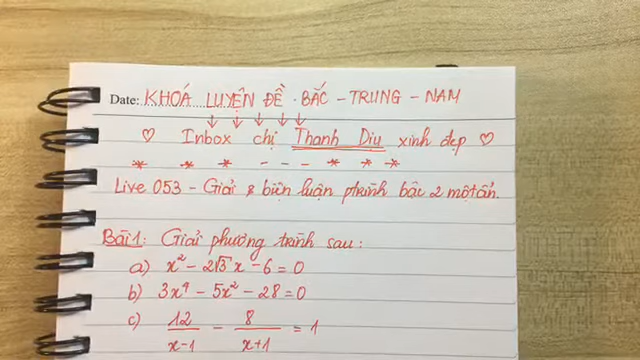 Date: KHOÁ LUYỆN ĐỀ BẮC - TRUNG - NAM
♡ Inbox chị Thanh Dịu xinh đẹp ♡
Live 053 - Giải & biện luận phtrình bậc 2 một ẩn.
Bài 1: Giải phương trình sau:
a) x² - 2√3 x - 6 = 0
b) 3x⁴ - 5x² - 28 = 0
c) 12/(x-1) - 8/(x+1) = 1